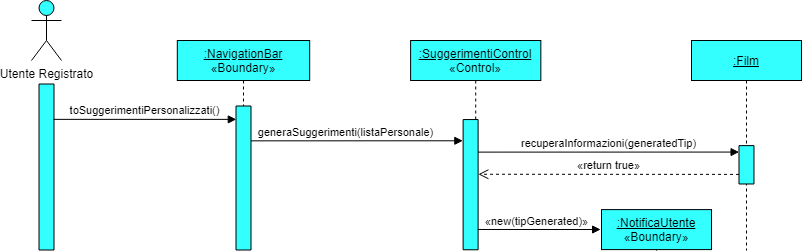 Utente Registrato
:NavigationBar
«Boundary»
:SuggerimentiControl
«Control»
:Film
toSuggerimentiPersonalizzati()
generaSuggerimenti(listaPersonale)
recuperaInformazioni(generatedTip)
«return true»
«new(tipGenerated)»
:NotificaUtente
«Boundary»